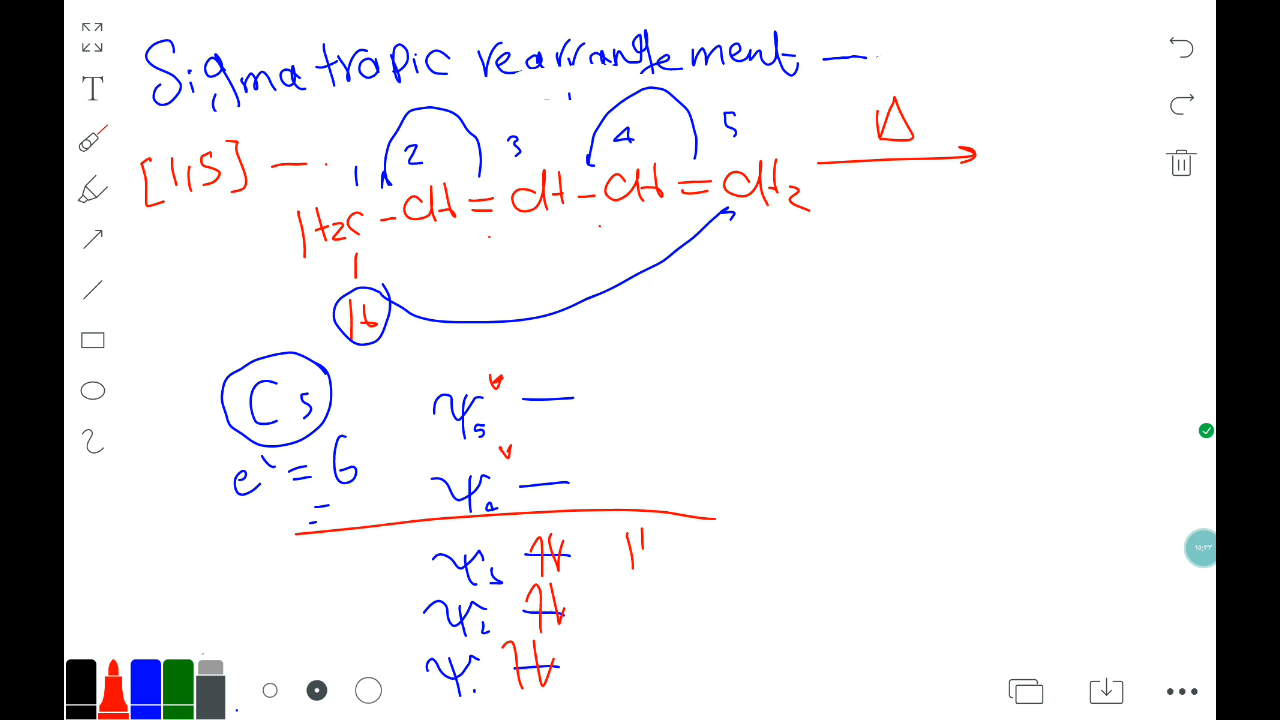 Sigmatropic rearrangement —
[1,5] — 1 2 3 4 5 Δ
H₂C - CH = CH - CH = CH₂
H
C 5
ψ5
e⁻ = 6
ψ4
ψ3
ψ2
ψ1
T